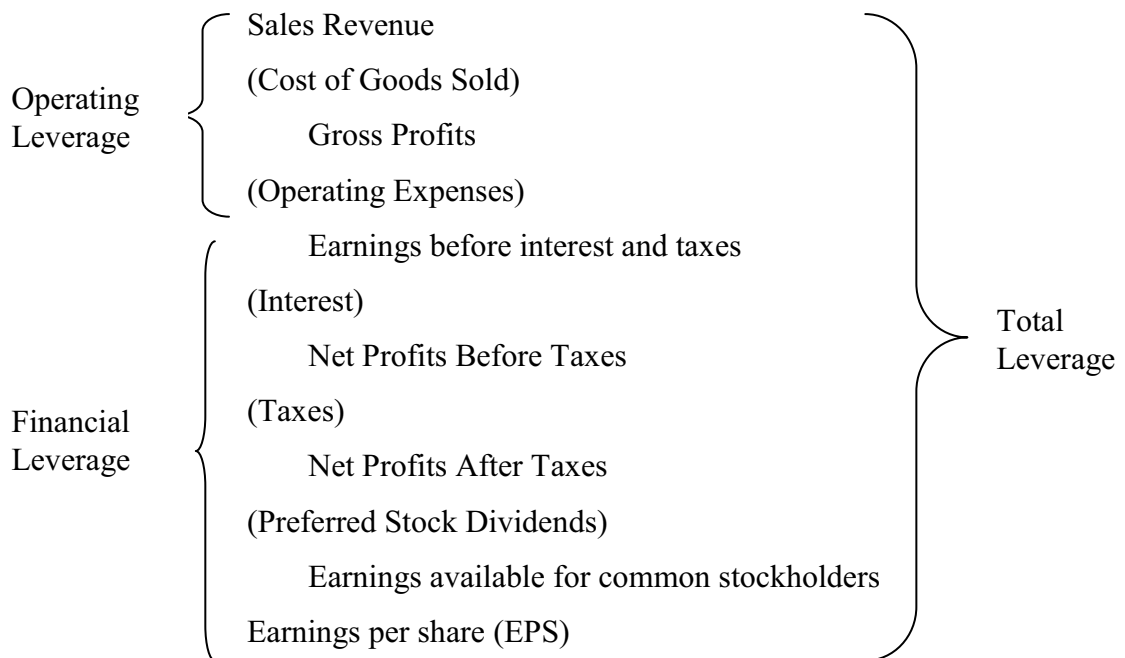 Sales Revenue
(Cost of Goods Sold)
Operating
Leverage
Gross Profits
(Operating Expenses)
Earnings before interest and taxes
(Interest)
Total
Leverage
Net Profits Before Taxes
(Taxes)
Financial
Leverage
Net Profits After Taxes
(Preferred Stock Dividends)
Earnings available for common stockholders
Earnings per share (EPS)